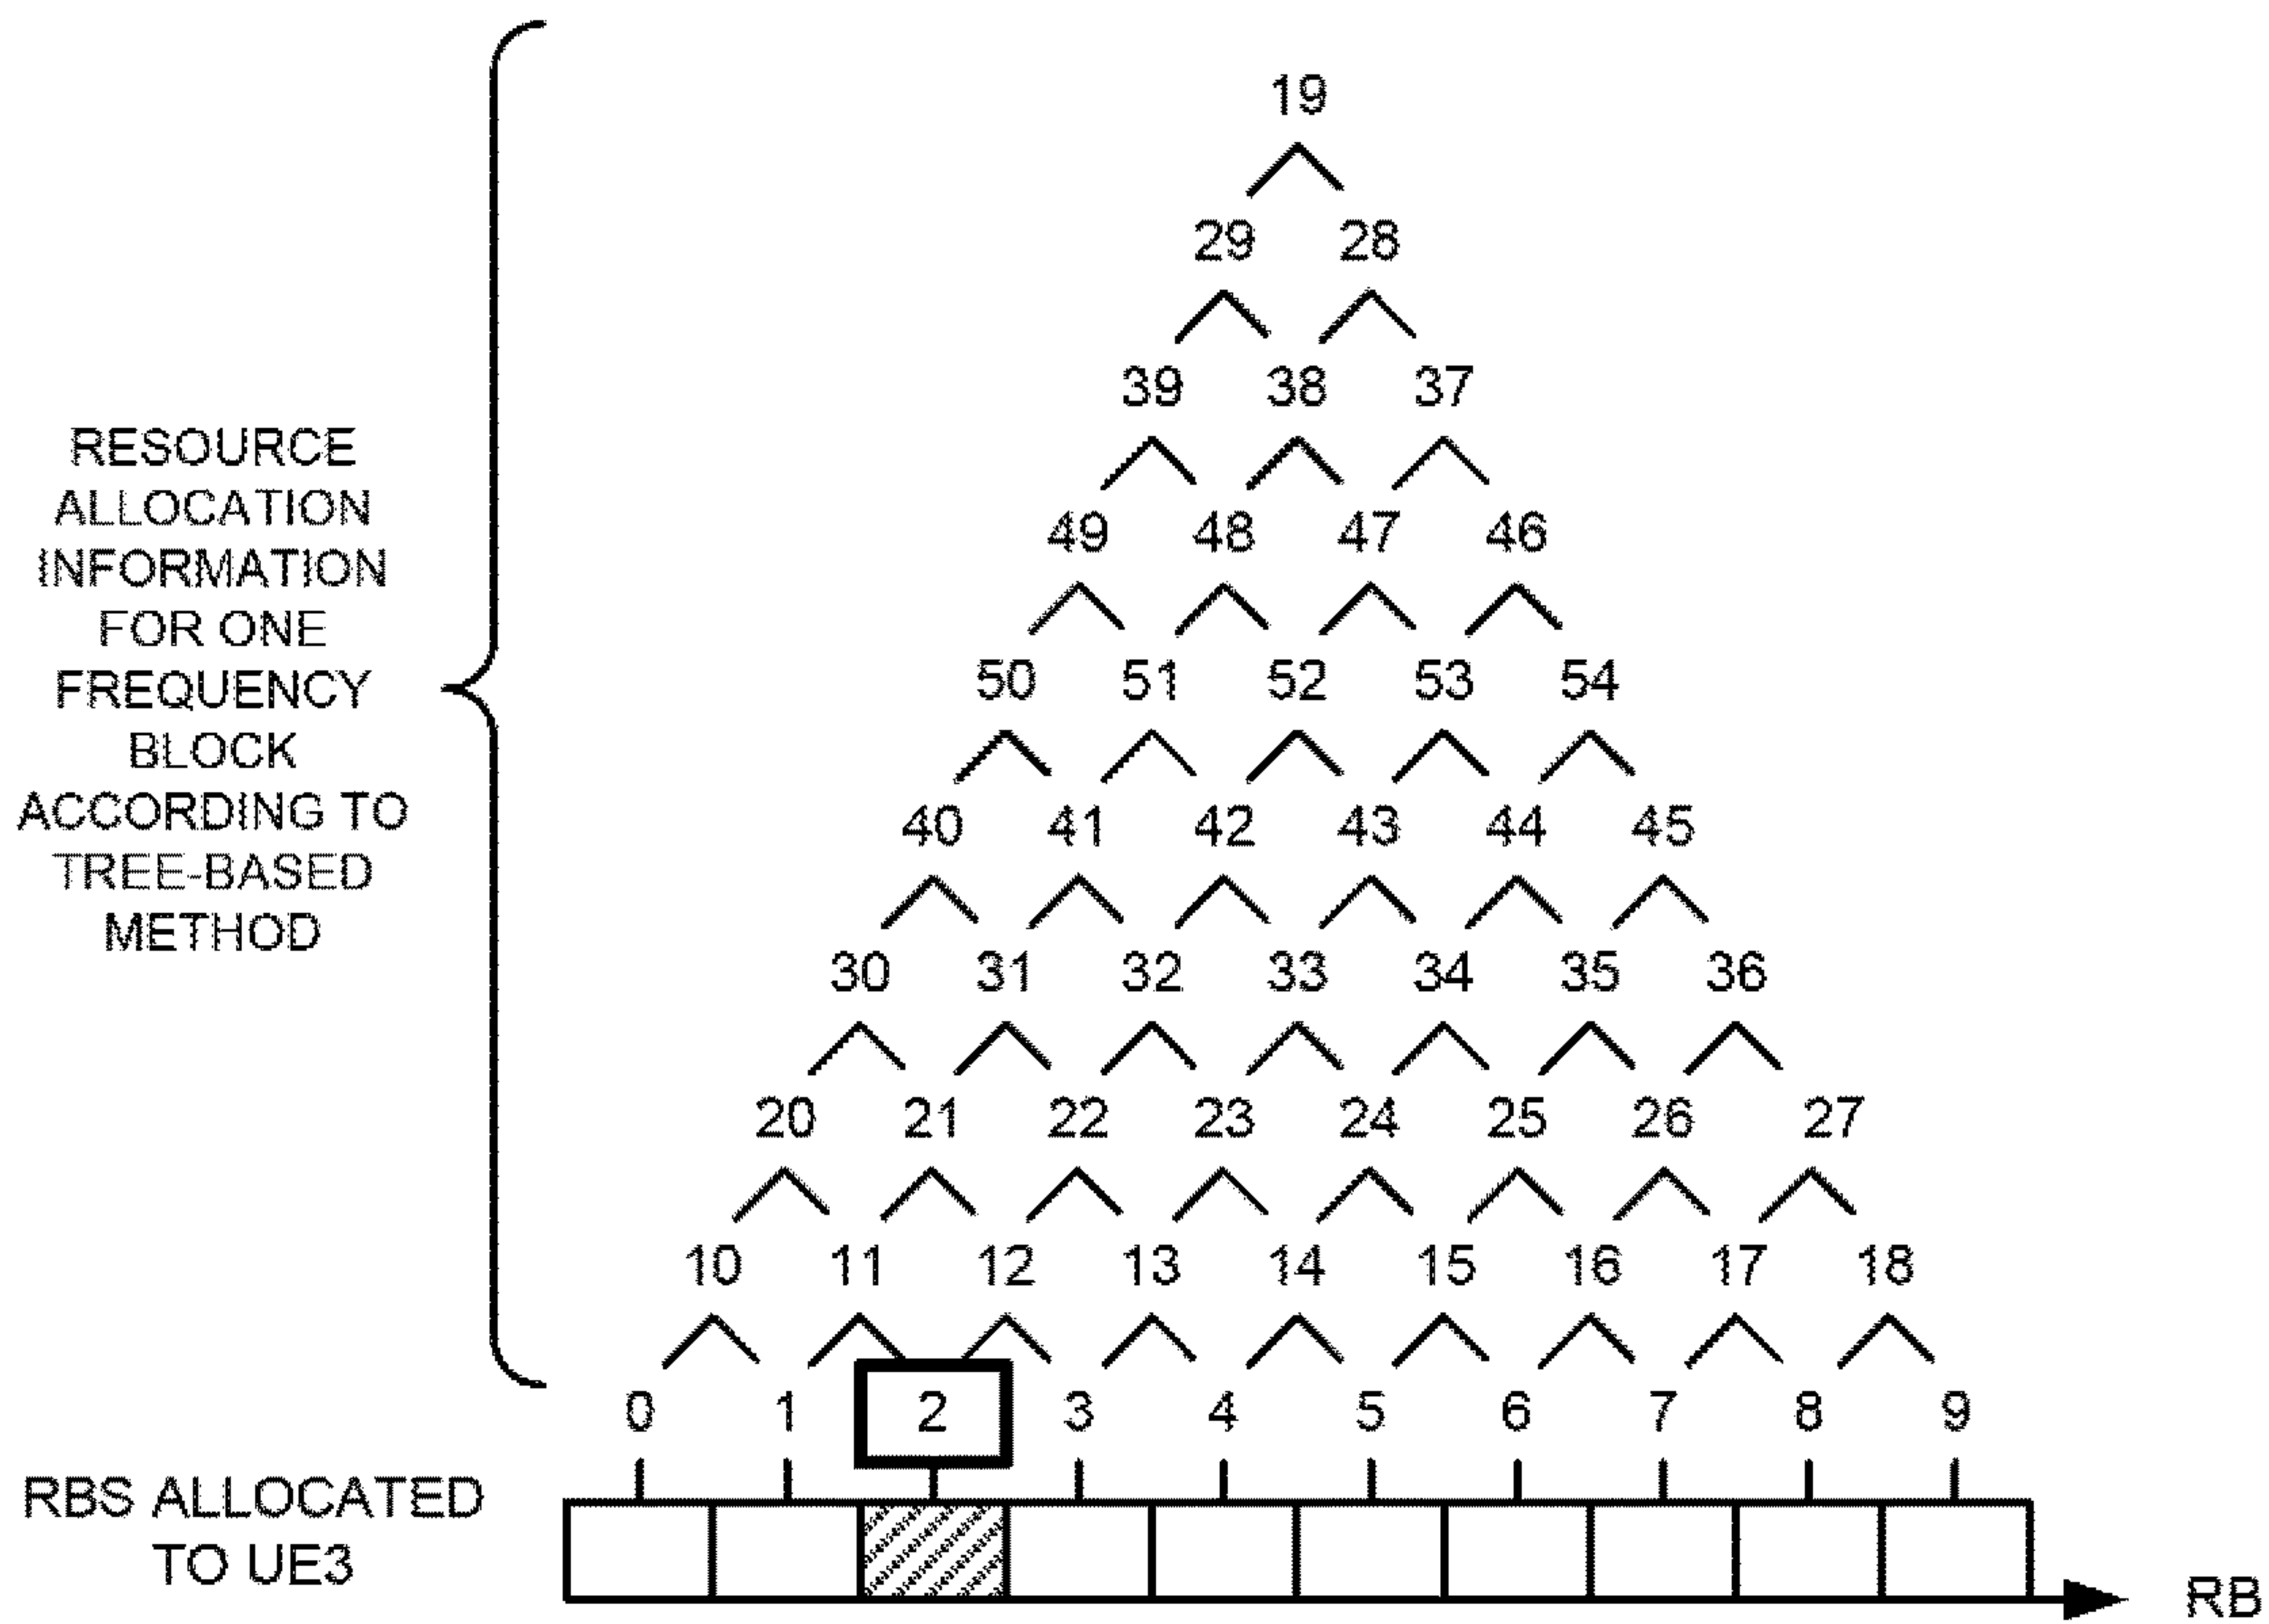 19
29 28
39 38 37
49 48 47 46
50 51 52 53 54
40 41 42 43 44 45
30 31 32 33 34 35 36
20 21 22 23 24 25 26 27
10 11 12 13 14 15 16 17 18
0 1 2 3 4 5 6 7 8 9
RESOURCE
ALLOCATION
INFORMATION
FOR ONE
FREQUENCY
BLOCK
ACCORDING TO
TREE-BASED
METHOD
RBS ALLOCATED
TO UE3
RB